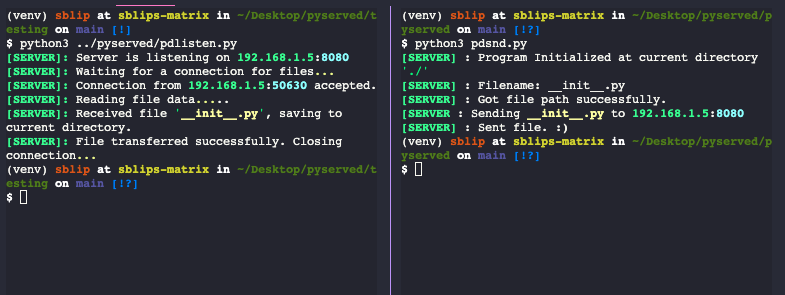 (venv) sblip at sblips-matrix in ~/Desktop/pyserved/t
esting on main [!]
$ python3 ../pyserved/pdlisten.py
[SERVER]: Server is listening on 192.168.1.5:8080
[SERVER]: Waiting for a connection for files...
[SERVER]: Connection from 192.168.1.5:50630 accepted.
[SERVER]: Reading file data.....
[SERVER]: Received file '__init__.py', saving to
current directory.
[SERVER]: File transferred successfully. Closing
connection...
(venv) sblip at sblips-matrix in ~/Desktop/pyserved/t
esting on main [!?]
$
(venv) sblip at sblips-matrix in ~/Desktop/pyserved/p
yserved on main [!?]
$ python3 pdsnd.py
[SERVER] : Program Initialized at current directory
'./'
[SERVER] : Filename: __init__.py
[SERVER] : Got file path successfully.
[SERVER : Sending __init__.py to 192.168.1.5:8080
[SERVER] : Sent file. :)
(venv) sblip at sblips-matrix in ~/Desktop/pyserved/p
yserved on main [!?]
$